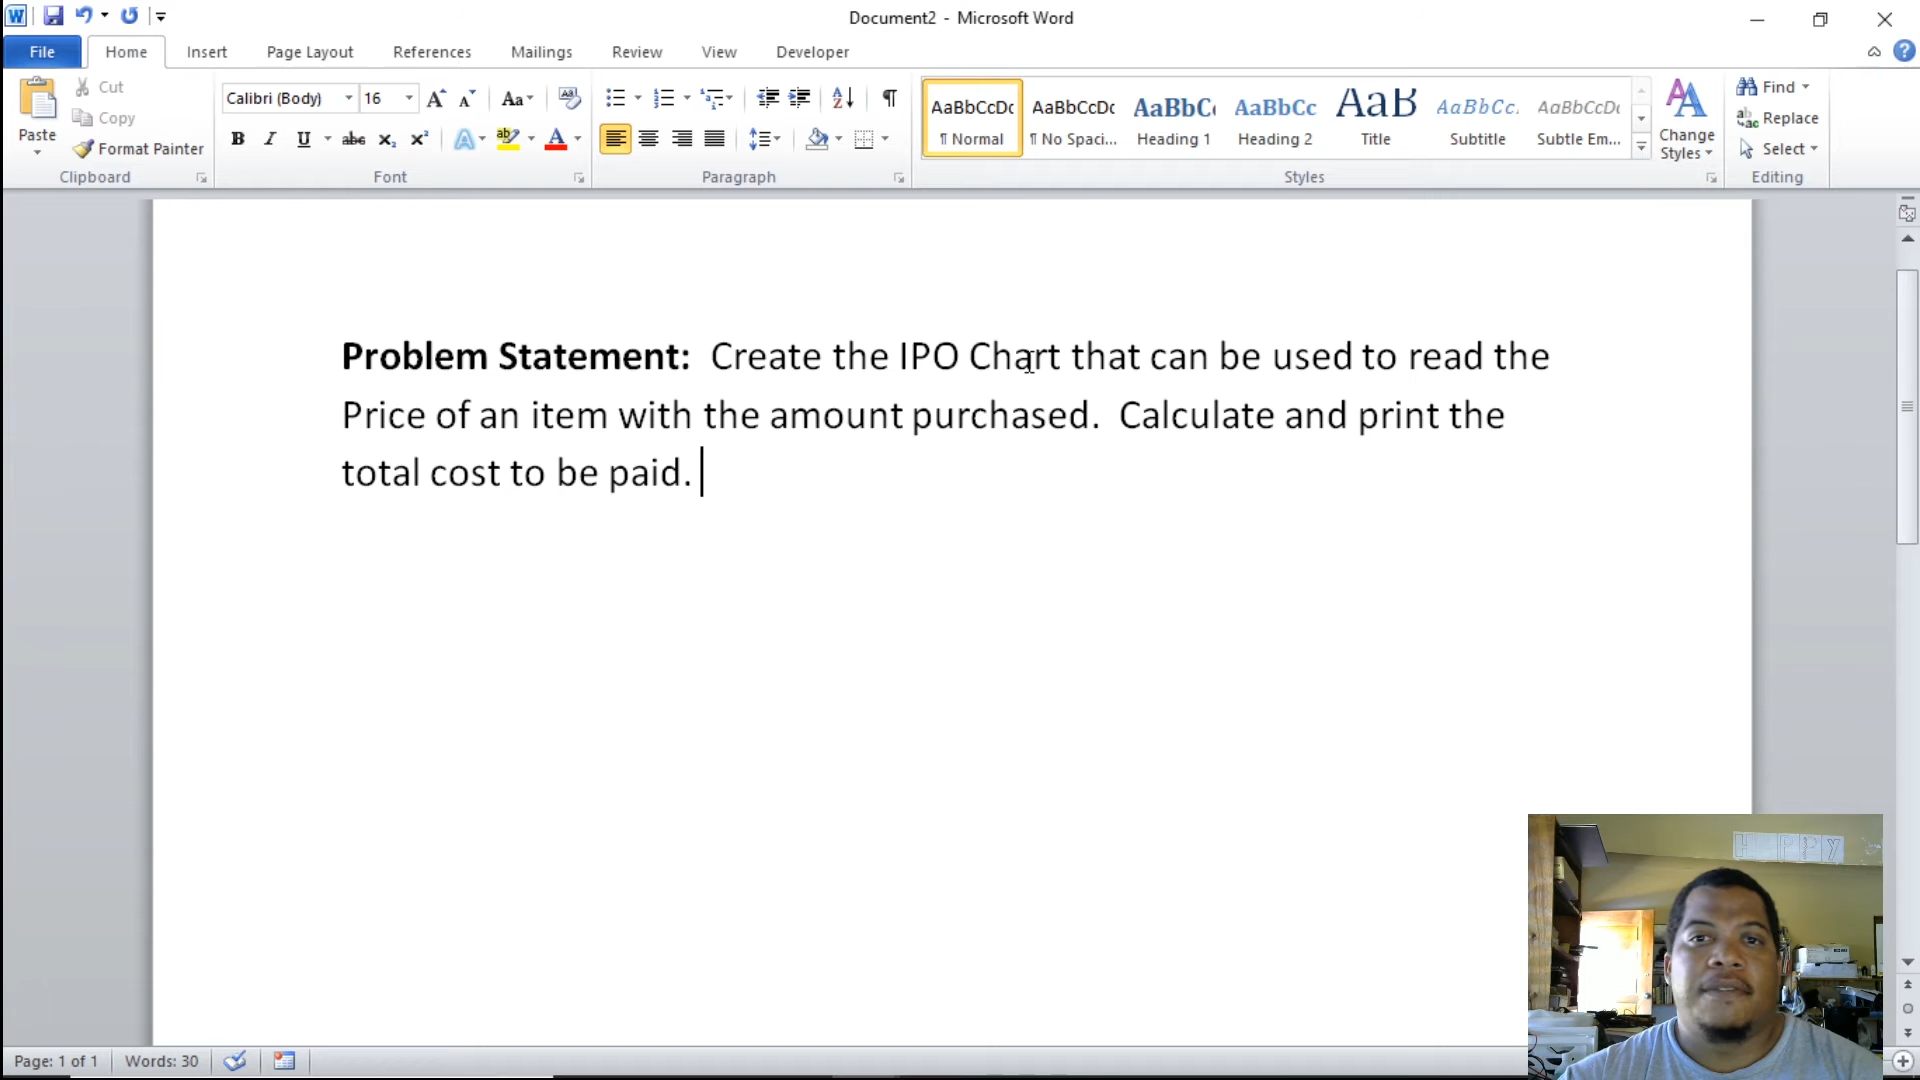 Document2 - Microsoft Word
File Home Insert Page Layout References Mailings Review View Developer
Paste
Cut
Copy
Format Painter
Clipboard
Calibri (Body) 16
Font
Paragraph
AaBbCcDc AaBbCcDc AaBbC AaBbCc AaB AaBbCc. AaBbCcDc
¶ Normal ¶ No Spaci... Heading 1 Heading 2 Title Subtitle Subtle Em...
Change
Styles
Styles
Find
Replace
Select
Editing
Problem Statement: Create the IPO Chart that can be used to read the
Price of an item with the amount purchased. Calculate and print the
total cost to be paid.
H PPY
Page: 1 of 1 Words: 30